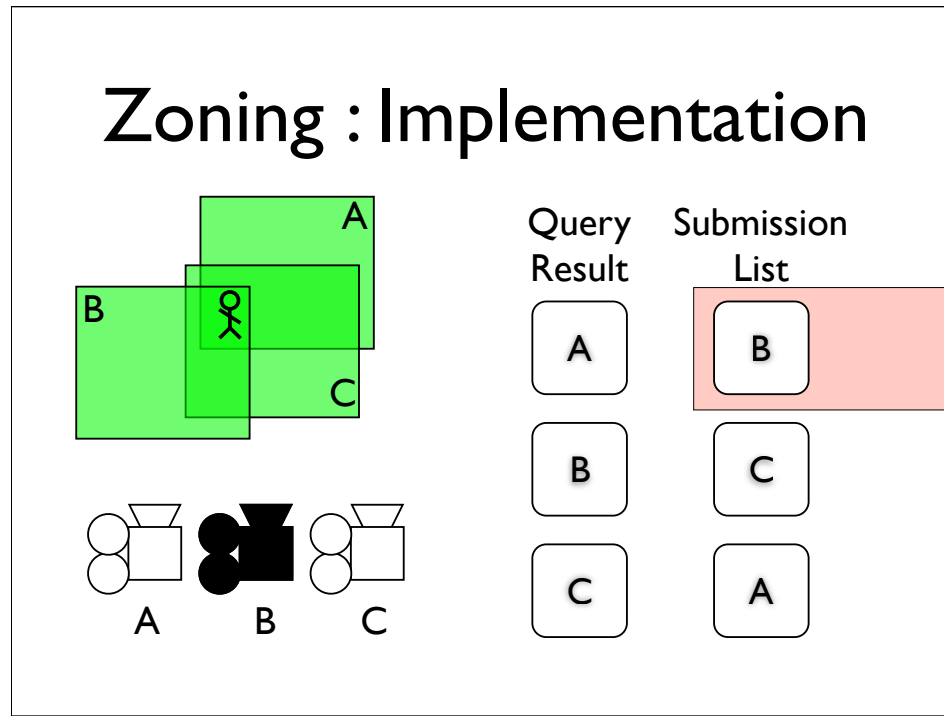 Zoning : Implementation
A
B
C
A
B
C
Query
Result
A
B
C
Submission
List
B
C
A